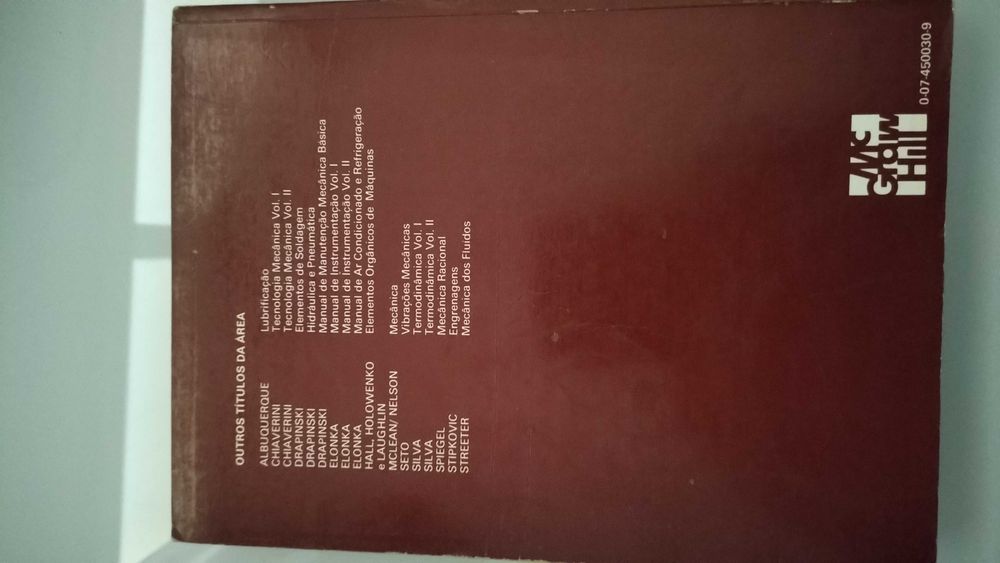 OUTROS TÍTULOS DA ÁREA
ALBUQUERQUE Lubrificação
CHIAVERINI Tecnologia Mecânica Vol. I
CHIAVERINI Tecnologia Mecânica Vol. II
DRAPINSKI Elementos de Soldagem
DRAPINSKI Hidráulica e Pneumática
DRAPINSKI Manual de Manutenção Mecânica Básica
ELONKA Manual de Instrumentação Vol. I
ELONKA Manual de Instrumentação Vol. II
ELONKA Manual de Ar Condicionado e Refrigeração
HALL, HOLOWENKO Elementos Orgânicos de Máquinas
e LAUGHLIN
MCLEAN/ NELSON Mecânica
SETO Vibrações Mecânicas
SILVA Termodinâmica Vol. I
SILVA Termodinâmica Vol. II
SPIEGEL Mecânica Racional
STIPKOVIC Engrenagens
STREETER Mecânica dos Fluidos
Mc
Graw
Hill
0-07-450030-9